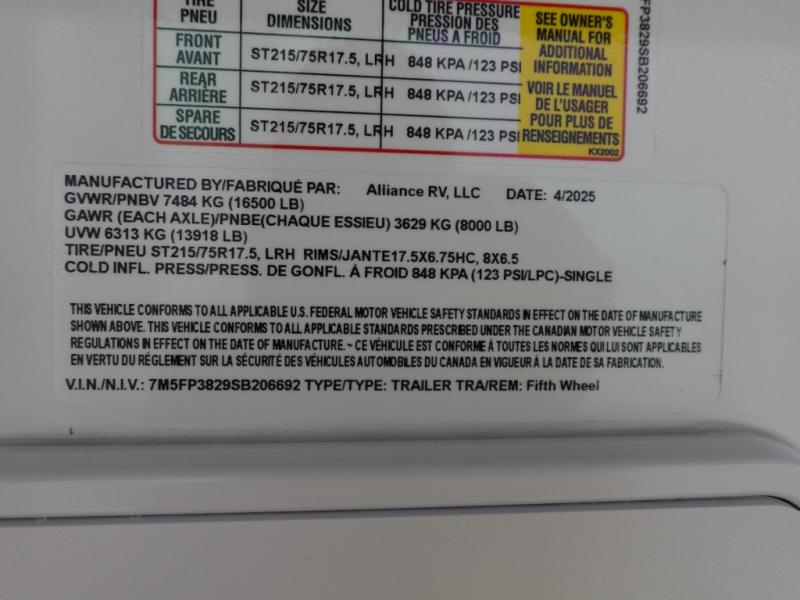 TIRE SIZE COLD TIRE PRESSURE
PNEU DIMENSIONS PRESSION DES
PNEUS A FROID
FRONT
AVANT ST215/75R17.5, LRH 848 KPA /123 PSI
REAR
ARRIÈRE ST215/75R17.5, LRH 848 KPA /123 PSI
SPARE
DE SECOURS ST215/75R17.5, LRH 848 KPA /123 PSI
SEE OWNER'S
MANUAL FOR
ADDITIONAL
INFORMATION
VOIR LE MANUEL
DE L'USAGER
POUR PLUS DE
RENSEIGNEMENTS
KX2002
FP3829SB206692
MANUFACTURED BY/FABRIQUÉ PAR: Alliance RV, LLC DATE: 4/2025
GVWR/PNBV 7484 KG (16500 LB)
GAWR (EACH AXLE)/PNBE(CHAQUE ESSIEU) 3629 KG (8000 LB)
UVW 6313 KG (13918 LB)
TIRE/PNEU ST215/75R17.5, LRH RIMS/JANTE17.5X6.75HC, 8X6.5
COLD INFL. PRESS/PRESS. DE GONFL. À FROID 848 KPA (123 PSI/LPC)-SINGLE
THIS VEHICLE CONFORMS TO ALL APPLICABLE U.S. FEDERAL MOTOR VEHICLE SAFETY STANDARDS IN EFFECT ON THE DATE OF MANUFACTURE
SHOWN ABOVE. THIS VEHICLE CONFORMS TO ALL APPLICABLE STANDARDS PRESCRIBED UNDER THE CANADIAN MOTOR VEHICLE SAFETY
REGULATIONS IN EFFECT ON THE DATE OF MANUFACTURE. ~ CE VÉHICULE EST CONFORME À TOUTES LES NORMES QUI LUI SONT APPLICABLES
EN VERTU DU RÉGLEMENT SUR LA SÉCURITÉ DES VÉHICULES AUTOMOBILES DU CANADA EN VIGUEUR À LA DATE DE SA FABRICATION.
V.I.N./N.I.V.: 7M5FP3829SB206692 TYPE/TYPE: TRAILER TRA/REM: Fifth Wheel